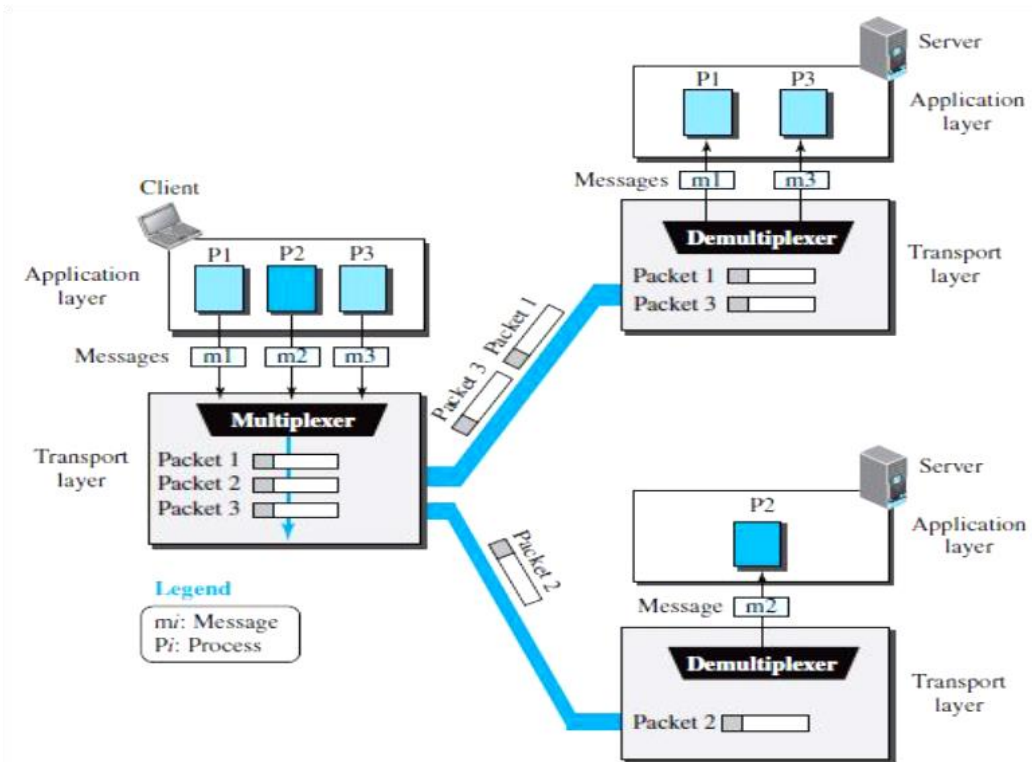 Server
P1 P3
Application
layer
Messages m1 m3
Demultiplexer
Transport
layer
Packet 1
Packet 3
Client
P1 P2 P3
Application
layer
Messages m1 m2 m3
Multiplexer
Transport
layer
Packet 1
Packet 2
Packet 3
Packet 1
Packet 3
Packet 2
Server
P2
Application
layer
Message m2
Demultiplexer
Transport
layer
Packet 2
Legend
mi: Message
Pi: Process